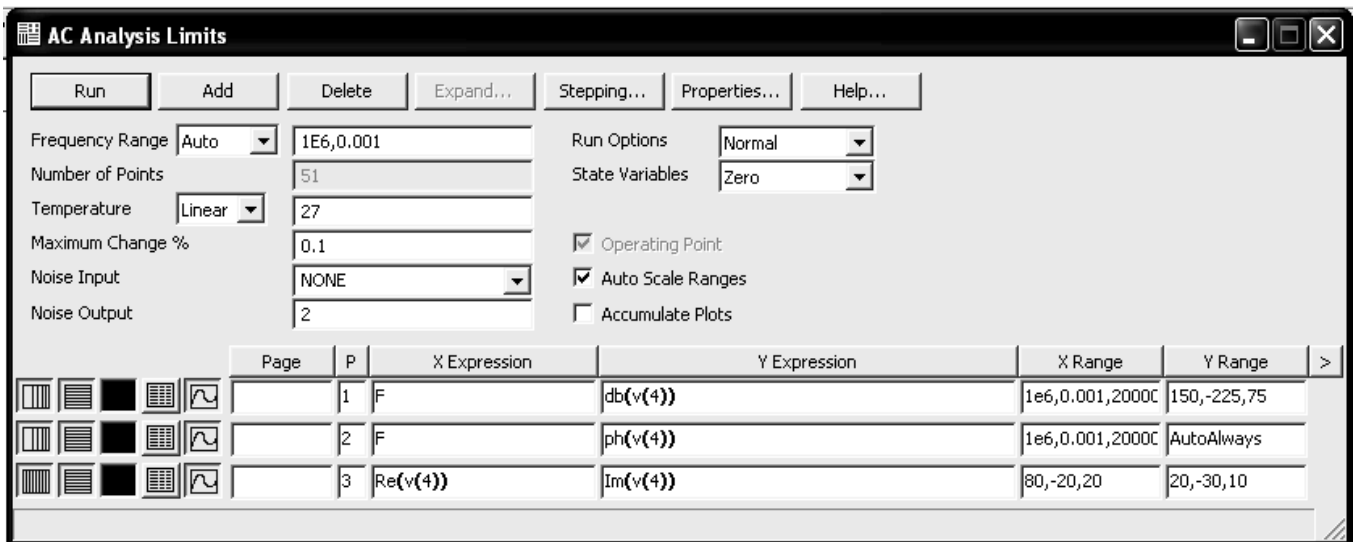 AC Analysis Limits
Run Add Delete Expand... Stepping... Properties... Help...
Frequency Range Auto 1E6,0.001 Run Options Normal
Number of Points 51 State Variables Zero
Temperature Linear 27
Maximum Change % 0.1 Operating Point
Noise Input NONE Auto Scale Ranges
Noise Output 2 Accumulate Plots
Page P X Expression Y Expression X Range Y Range >
1 F db(v(4)) 1e6,0.001,2000 150,-225,75
2 F ph(v(4)) 1e6,0.001,2000 AutoAlways
3 Re(v(4)) Im(v(4)) 80,-20,20 20,-30,10